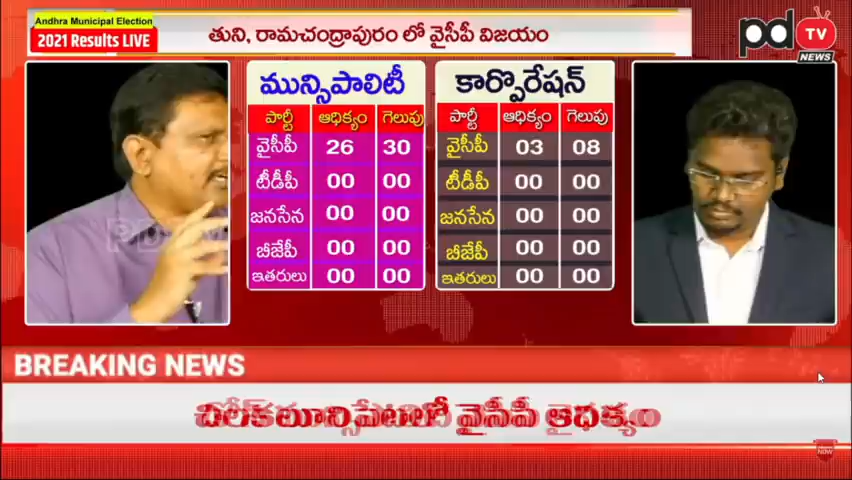 Andhra Municipal Election
2021 Results LIVE
తుని, రామచంద్రాపురం లో వైసీపీ విజయం
pd TV
NEWS
మున్సిపాలిటీ
పార్టీ ఆధిక్యం గెలుపు
వైసీపీ 26 30
టీడీపీ 00 00
జనసేన 00 00
బీజేపీ 00 00
ఇతరులు 00 00
కార్పొరేషన్
పార్టీ ఆధిక్యం గెలుపు
వైసీపీ 03 08
టీడీపీ 00 00
జనసేన 00 00
బీజేపీ 00 00
ఇతరులు 00 00
BREAKING NEWS
వైసీపీ ఆధిక్యం